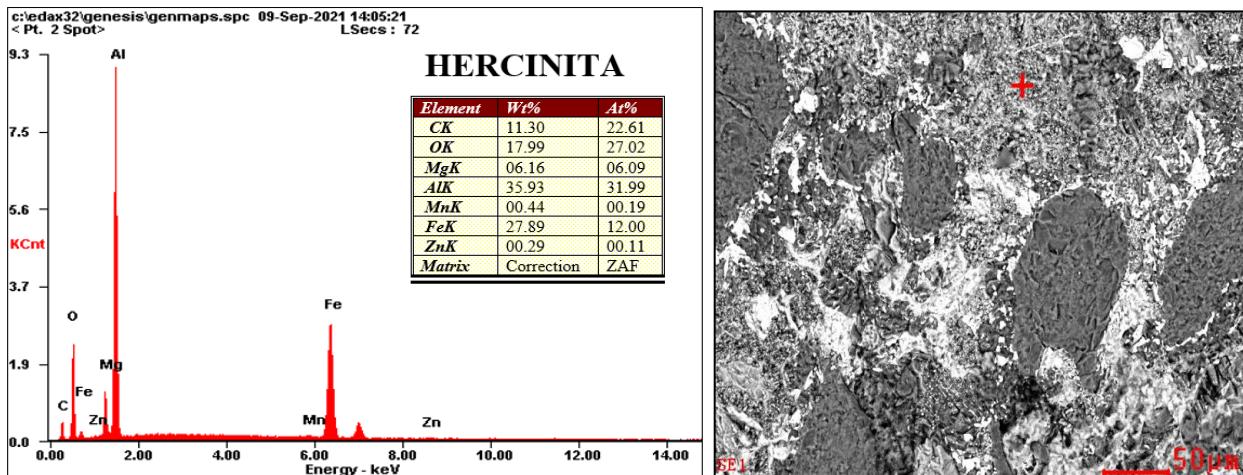 c:\edax32\genesis\genmaps.spc 09-Sep-2021 14:05:21
< Pt. 2 Spot> LSecs : 72
HERCINITA
Element Wt% At%
CK 11.30 22.61
OK 17.99 27.02
MgK 06.16 06.09
AlK 35.93 31.99
MnK 00.44 00.19
FeK 27.89 12.00
ZnK 00.29 00.11
Matrix Correction ZAF
9.3
7.5
5.6
KCnt
3.7
1.9
0.0
Al
O
Fe
C
Zn
Mg
Mn
Fe
Zn
2.00 4.00 6.00 8.00 10.00 12.00 14.00
Energy - keV
SE1
50µm